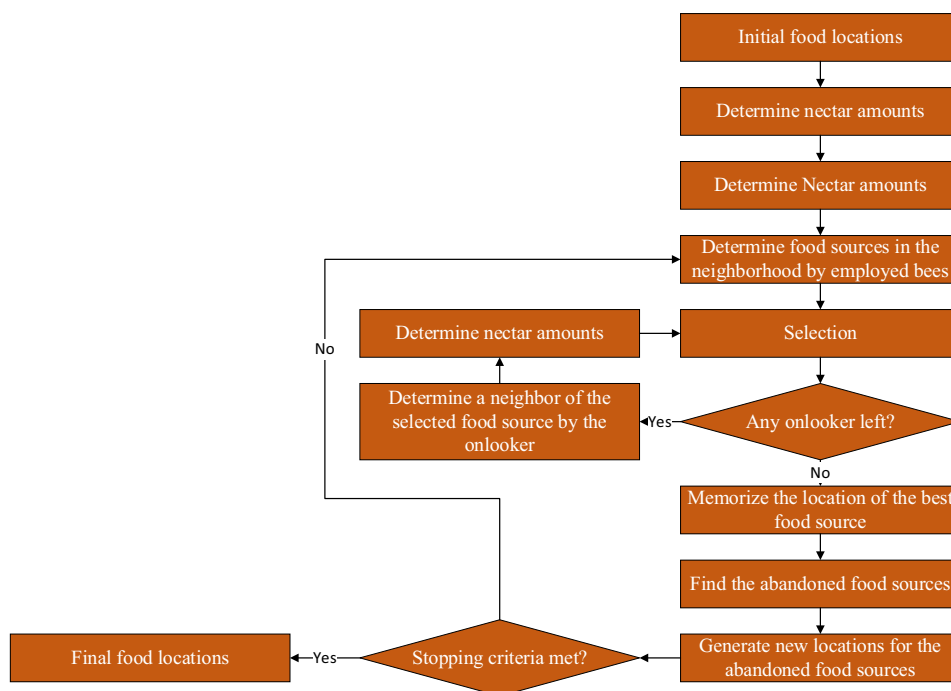 Initial food locations
Determine nectar amounts
Determine Nectar amounts
Determine food sources in the
neighborhood by employed bees
No
Determine nectar amounts
Selection
Determine a neighbor of the
selected food source by the
onlooker
Yes
Any onlooker left?
No
Memorize the location of the best
food source
Find the abandoned food sources
Final food locations
Yes
Stopping criteria met?
Generate new locations for the
abandoned food sources